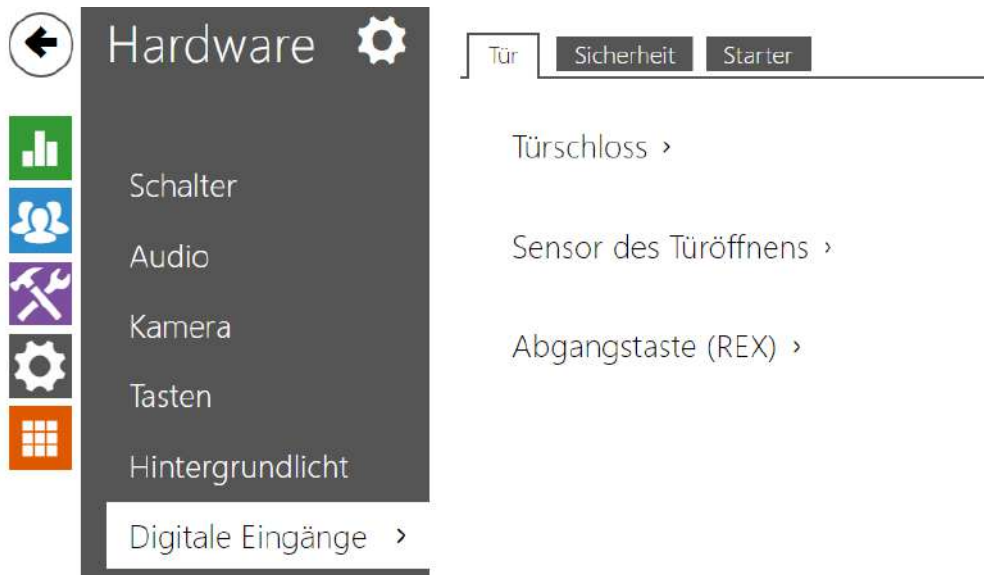 Hardware
Schalter
Audio
Kamera
Tasten
Hintergrundlicht
Digitale Eingänge ›
Tür Sicherheit Starter
Türschloss ›
Sensor des Türöffnens ›
Abgangstaste (REX) ›